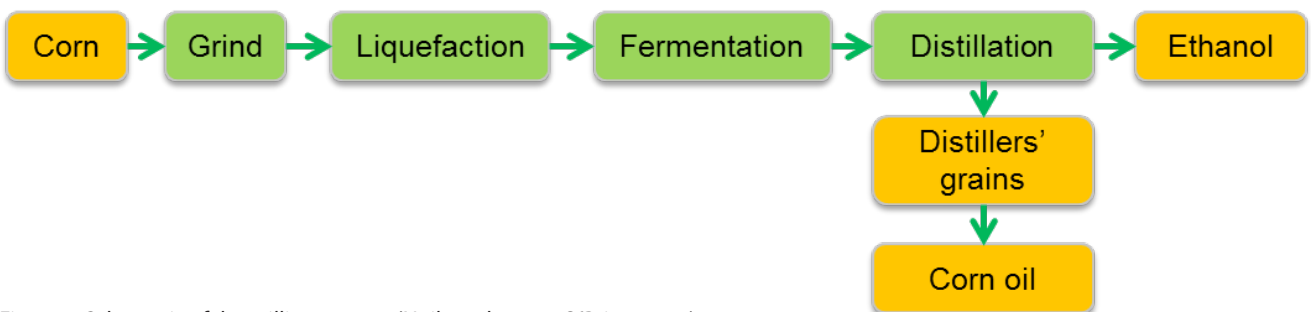 Corn
Grind
Liquefaction
Fermentation
Distillation
Ethanol
Distillers'
grains
Corn oil